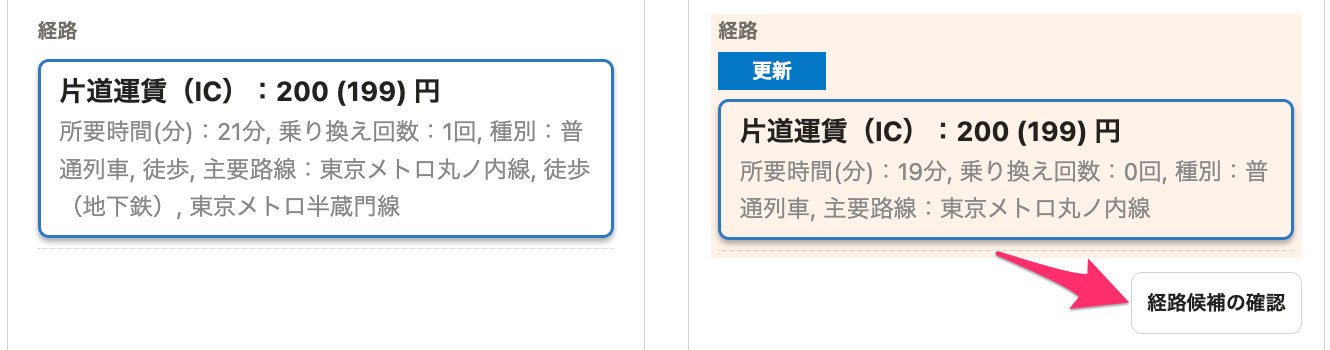 経路
片道運賃（IC）：200 (199) 円
所要時間(分)：21分, 乗り換え回数：1回, 種別：普
通列車, 徒歩, 主要路線：東京メトロ丸ノ内線, 徒歩
（地下鉄）, 東京メトロ半蔵門線
経路
更新
片道運賃（IC）：200 (199) 円
所要時間(分)：19分, 乗り換え回数：0回, 種別：普
通列車, 主要路線：東京メトロ丸ノ内線
経路候補の確認